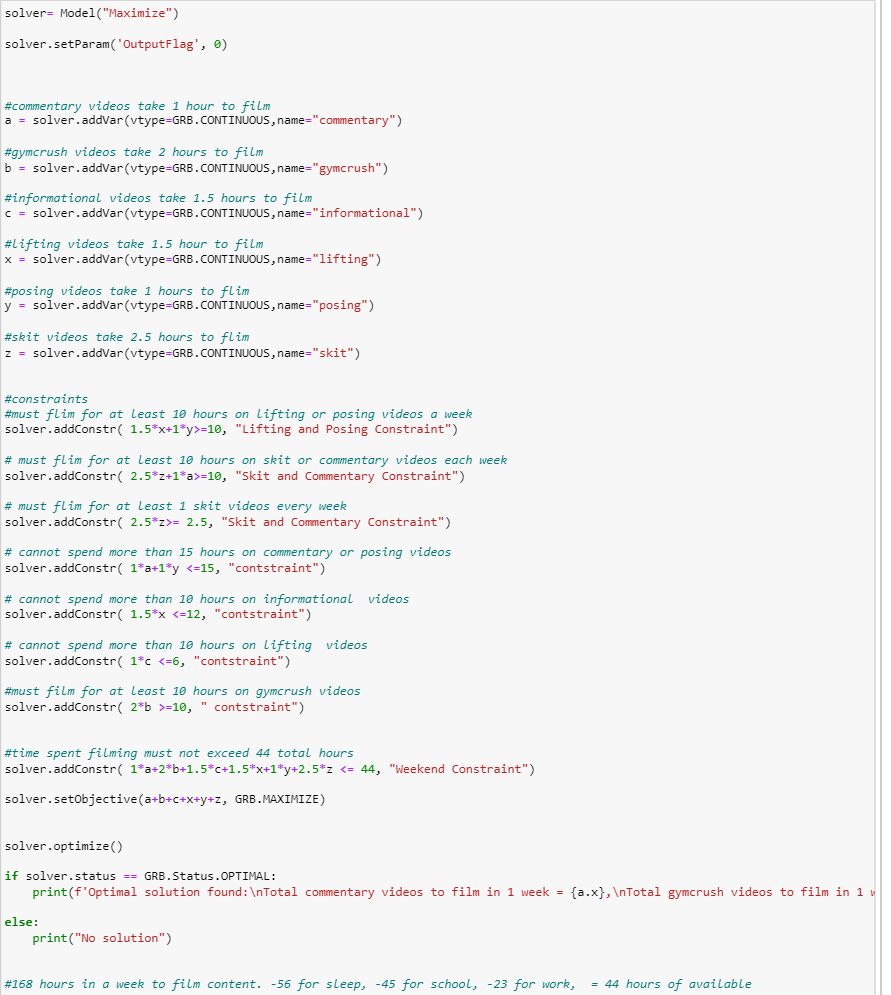 solver= Model("Maximize")
solver.setParam('OutputFlag', 0)
#commentary videos take 1 hour to film
a = solver.addVar(vtype=GRB.CONTINUOUS,name="commentary")
#gymcrush videos take 2 hours to film
b = solver.addVar(vtype=GRB.CONTINUOUS,name="gymcrush")
#informational videos take 1.5 hours to film
c = solver.addVar(vtype=GRB.CONTINUOUS,name="informational")
#lifting videos take 1.5 hour to film
x = solver.addVar(vtype=GRB.CONTINUOUS,name="lifting")
#posing videos take 1 hours to flim
y = solver.addVar(vtype=GRB.CONTINUOUS,name="posing")
#skit videos take 2.5 hours to flim
z = solver.addVar(vtype=GRB.CONTINUOUS,name="skit")
#constraints
#must flim for at least 10 hours on lifting or posing videos a week
solver.addConstr( 1.5*x+1*y>=10, "Lifting and Posing Constraint")
# must flim for at least 10 hours on skit or commentary videos each week
solver.addConstr( 2.5*z+1*a>=10, "Skit and Commentary Constraint")
# must flim for at least 1 skit videos every week
solver.addConstr( 2.5*z>= 2.5, "Skit and Commentary Constraint")
# cannot spend more than 15 hours on commentary or posing videos
solver.addConstr( 1*a+1*y <=15, "contstraint")
# cannot spend more than 10 hours on informational  videos
solver.addConstr( 1.5*x <=12, "contstraint")
# cannot spend more than 10 hours on lifting  videos
solver.addConstr( 1*c <=6, "contstraint")
#must film for at least 10 hours on gymcrush videos
solver.addConstr( 2*b >=10, " contstraint")
#time spent filming must not exceed 44 total hours
solver.addConstr( 1*a+2*b+1.5*c+1.5*x+1*y+2.5*z <= 44, "Weekend Constraint")
solver.setObjective(a+b+c+x+y+z, GRB.MAXIMIZE)
solver.optimize()
if solver.status == GRB.Status.OPTIMAL:
    print(f'Optimal solution found:\nTotal commentary videos to film in 1 week = {a.x},\nTotal gymcrush videos to film in 1
else:
    print("No solution")
#168 hours in a week to film content. -56 for sleep, -45 for school, -23 for work,  = 44 hours of available